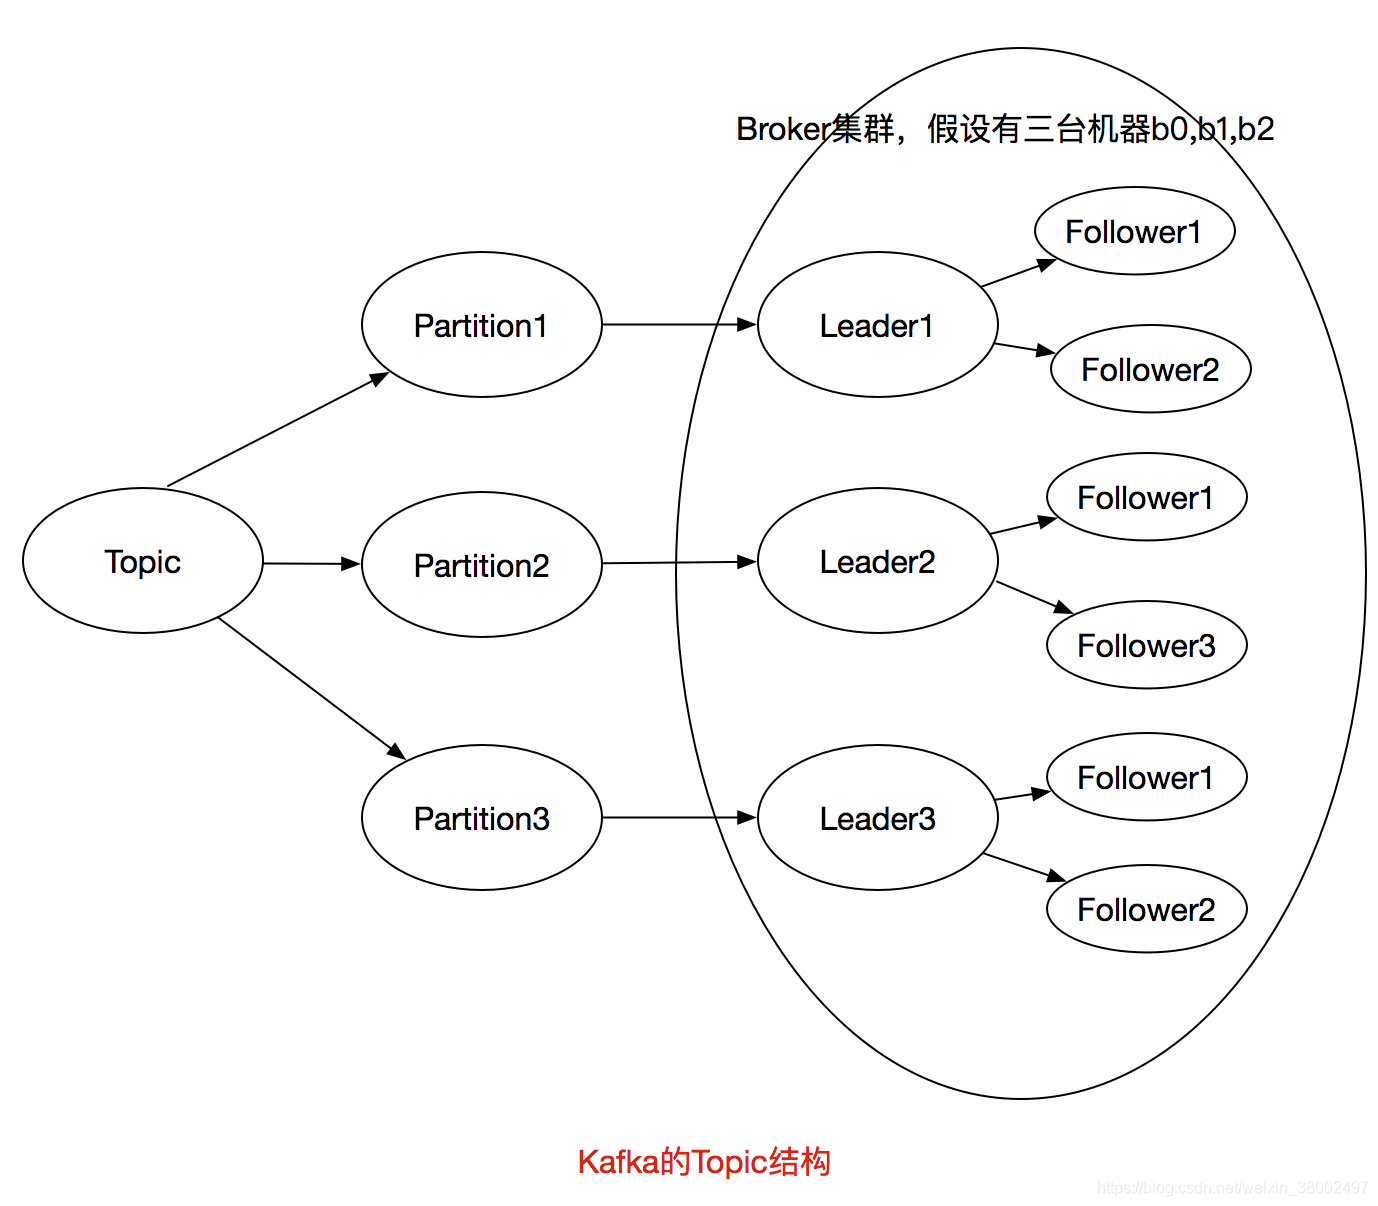 Broker集群，假设有三台机器b0,b1,b2
Follower1
Partition1
Leader1
Follower2
Follower1
Topic
Partition2
Leader2
Follower3
Follower1
Partition3
Leader3
Follower2
Kafka的Topic结构
https://blog.csdn.net/weixin_38002497